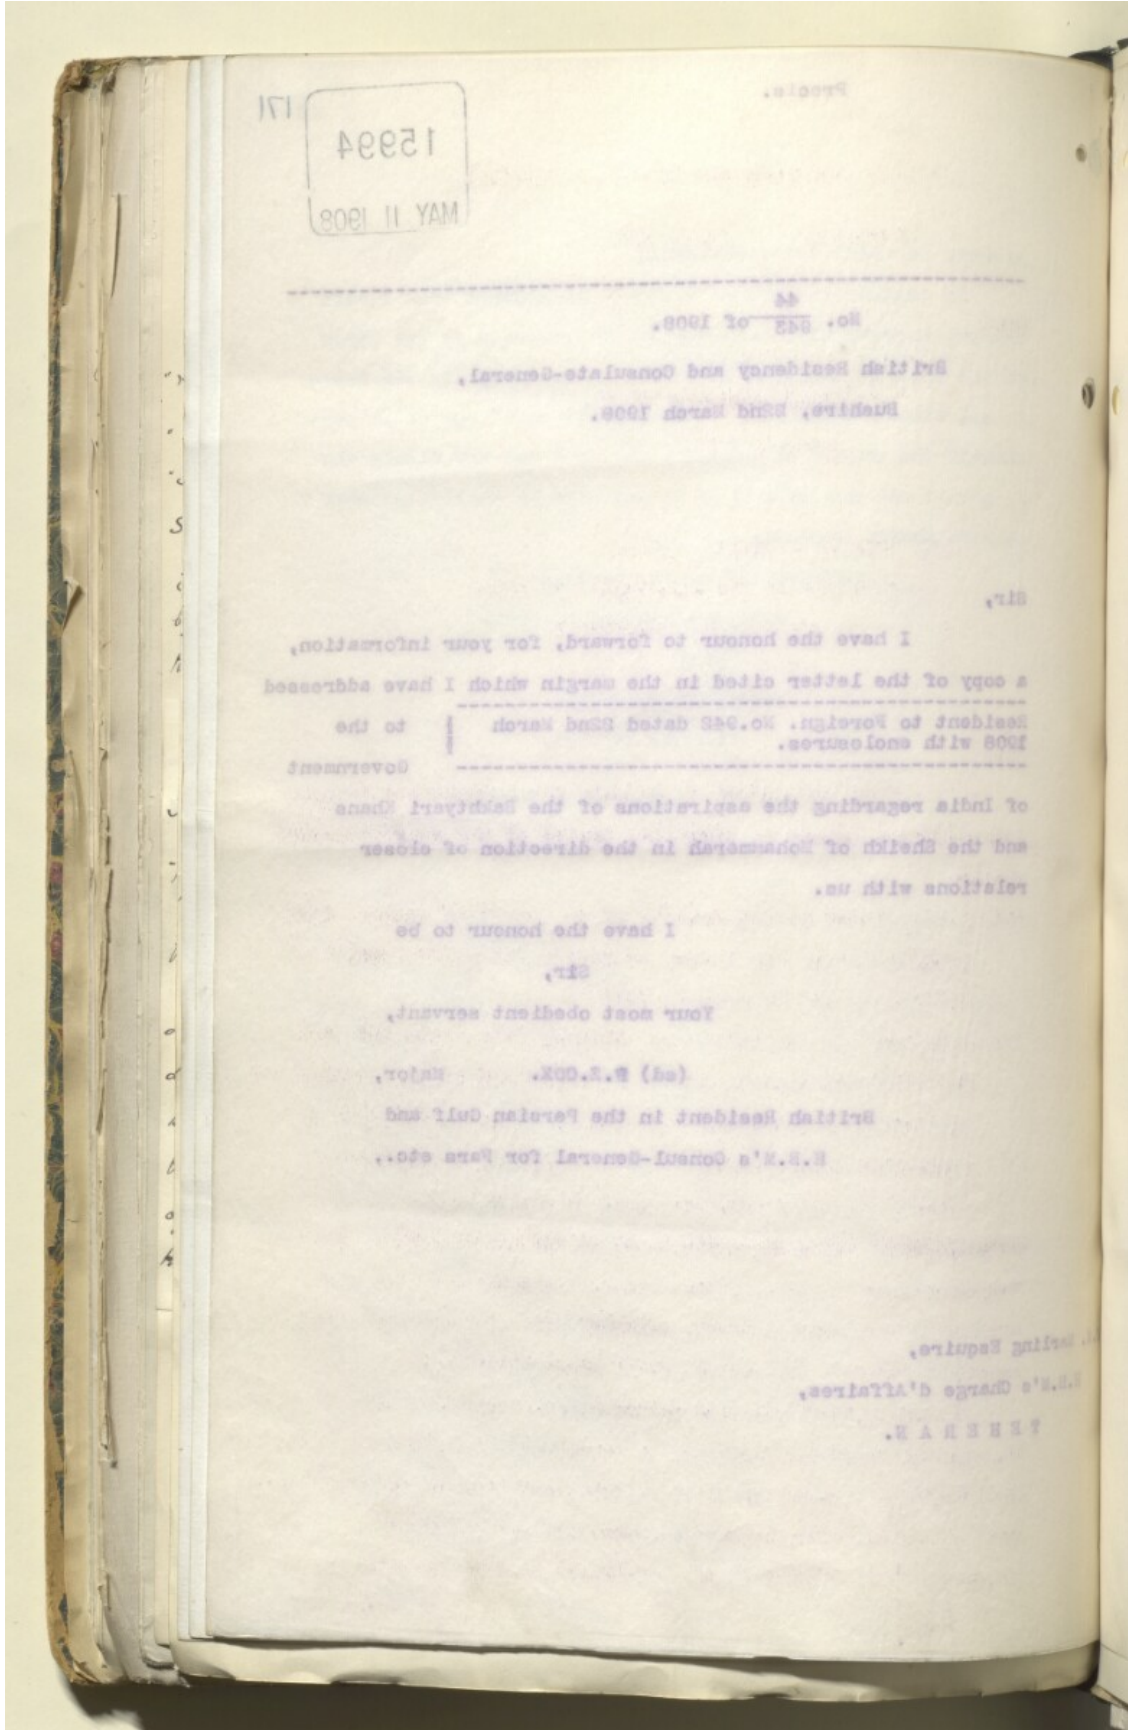 Precis.
171
15994
MAY 11 1908
No. 44/943 of 1908.
British Residency and Consulate-General,
Bushire, 22nd March 1908.
Sir,
I have the honour to forward, for your information,
a copy of the letter cited in the margin which I have addressed
Resident to Foreign. No.942 dated 22nd March
1908 with enclosures.
to the
Government
of India regarding the aspirations of the Bakhtyari Khans
and the Sheikh of Mohammerah in the direction of closer
relations with us.
I have the honour to be
Sir,
Your most obedient servant,
(sd) P.Z.COX. Major,
British Resident in the Persian Gulf and
H.B.M's Consul-General for Fars etc.,
Marling Esquire,
H.B.M's Charge d'Affaires,
T E H E R A N.